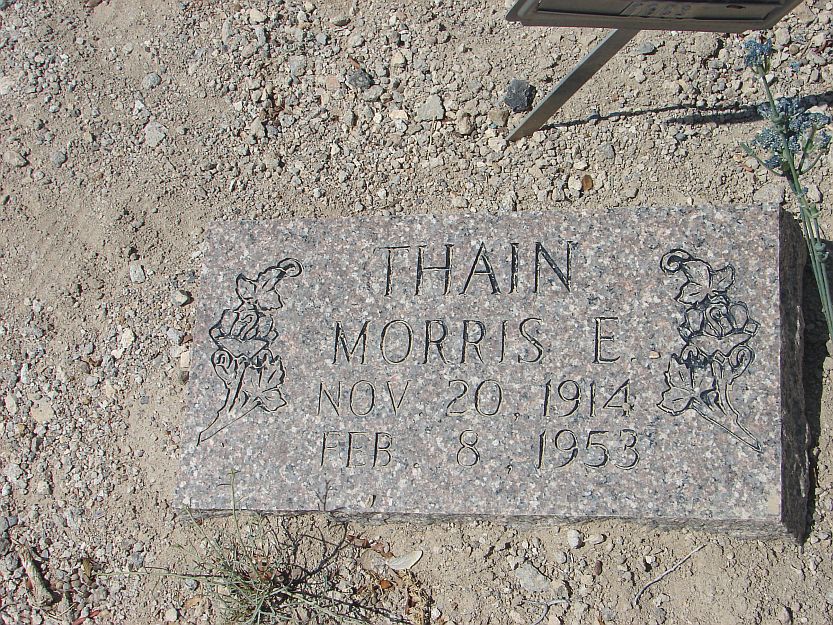 THAIN
MORRIS E.
NOV 20, 1914
FEB. 8, 1953